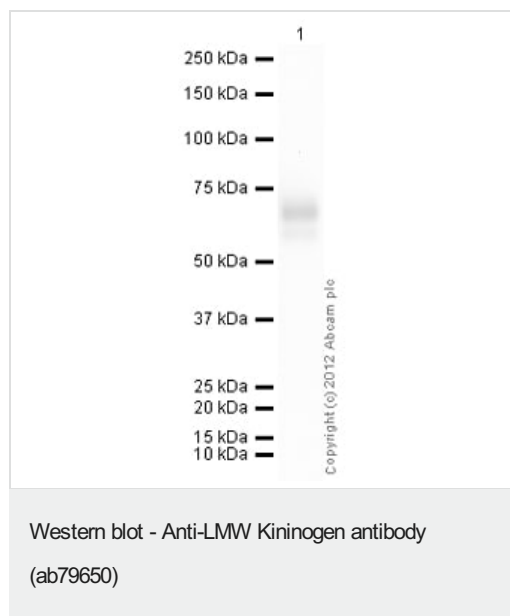 1
250 kDa
150 kDa
100 kDa
75 kDa
50 kDa
37 kDa
25 kDa
20 kDa
15 kDa
10 kDa
Copyright (c) 2012 Abcam plc
Western blot - Anti-LMW Kininogen antibody
(ab79650)